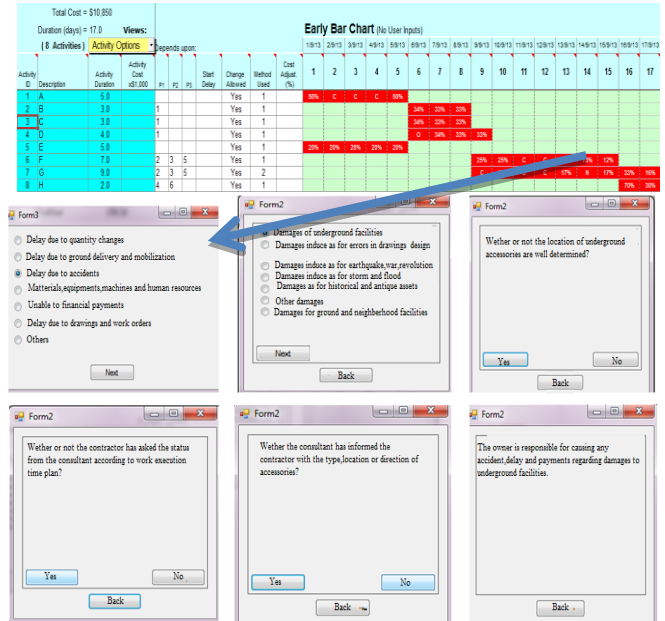 Total Cost = $10,850
Duration (days) = 17.0 Views:
( 8 Activities) Activity Options Depends upon:
Early Bar Chart (No User Inputs)
1/9/13 2/9/13 3/9/13 4/9/13 5/9/13 6/9/13 7/9/13 8/9/13 9/9/13 10/9/13 11/9/13 12/9/13 13/9/13 14/9/13 15/9/13 16/9/13 17/9/13
Activity ID Description Activity Duration Activity Cost x$1,000 P1 P2 P3 Start Delay Change Allowed Method Used Cost Adjust. (%) 1 2 3 4 5 6 7 8 9 10 11 12 13 14 15 16 17
1 A 5.0 Yes 1 50% C C C 50%
2 B 3.0 1 Yes 1 34% 33% 33%
3 C 3.0 1 Yes 1 34% 33% 33%
4 D 4.0 1 Yes 1 O 34% 33% 33%
5 E 5.0 Yes 1 20% 20% 20% 20% 20%
6 F 7.0 2 3 5 Yes 1 25% 25% C C 12%
7 G 9.0 2 3 5 Yes 2 C C 17% N 17% 33% 16%
8 H 2.0 4 6 Yes 1 70% 30%
Form3
Delay due to quantity changes
Delay due to ground delivery and mobilization
Delay due to accidents
Matterials,equipments,machines and human resources
Unable to financial payments
Delay due to drawings and work orders
Others
Next
Form2
Damages of underground facilities
Damages induce as for errors in drawings design
Damages induce as for earthquake,war,revolution
Damages induce as for storm and flood
Damages as for historical and antique assets
Other damages
Damages for ground and neighborhood facilities
Next
Back
Form2
Wether or not the location of underground
accessories are well determined?
Yes No
Back
Form2
Wether or not the contractor has asked the status
from the consultant according to work execution
time plan?
Yes No
Back
Form2
Wether the consultant has informed the
contractor with the type,location or direction of
accessories?
Yes No
Back
Form2
The owner is responsible for causing any
accident,delay and payments regarding damages to
underground facilities.
Back